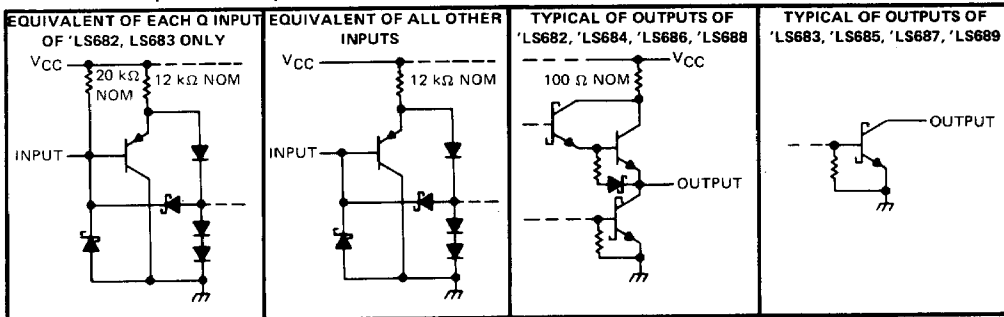 EQUIVALENT OF EACH Q INPUT
OF 'LS682, LS683 ONLY
VCC
20 kΩ
NOM
12 kΩ NOM
INPUT
EQUIVALENT OF ALL OTHER
INPUTS
VCC
12 kΩ NOM
INPUT
TYPICAL OF OUTPUTS OF
'LS682, 'LS684, 'LS686, 'LS688
VCC
100 Ω NOM
OUTPUT
TYPICAL OF OUTPUTS OF
'LS683, 'LS685, 'LS687, 'LS689
OUTPUT